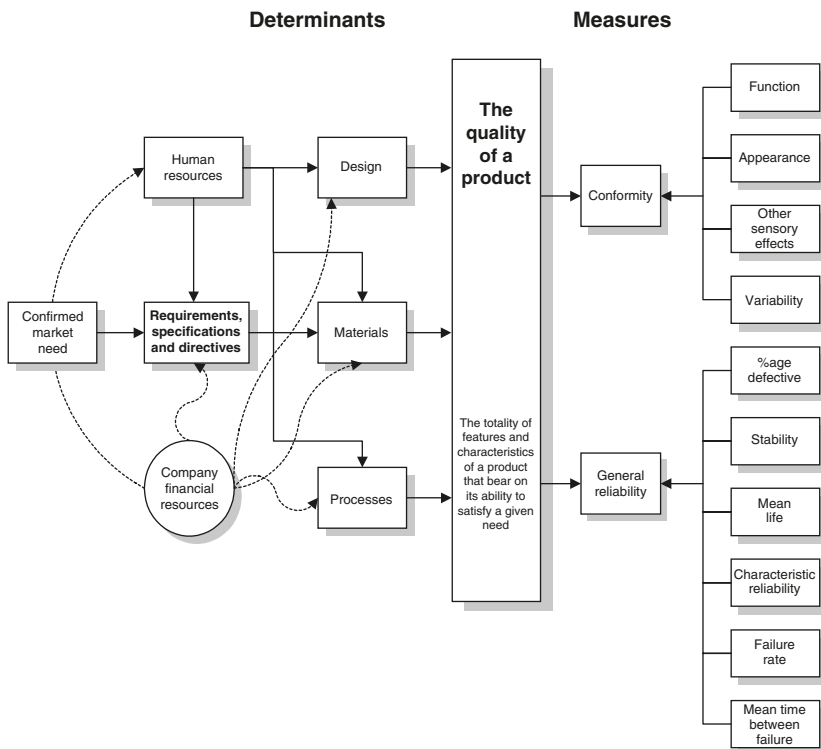 Determinants
Measures
Human
resources
Design
Confirmed
market
need
Requirements,
specifications
and directives
Materials
Company
financial
resources
Processes
The
quality
of a
product
The totality of
features and
characteristics
of a product
that bear on
its ability to
satisfy a given
need
Conformity
Function
Appearance
Other
sensory
effects
Variability
General
reliability
%age
defective
Stability
Mean
life
Characteristic
reliability
Failure
rate
Mean time
between
failure